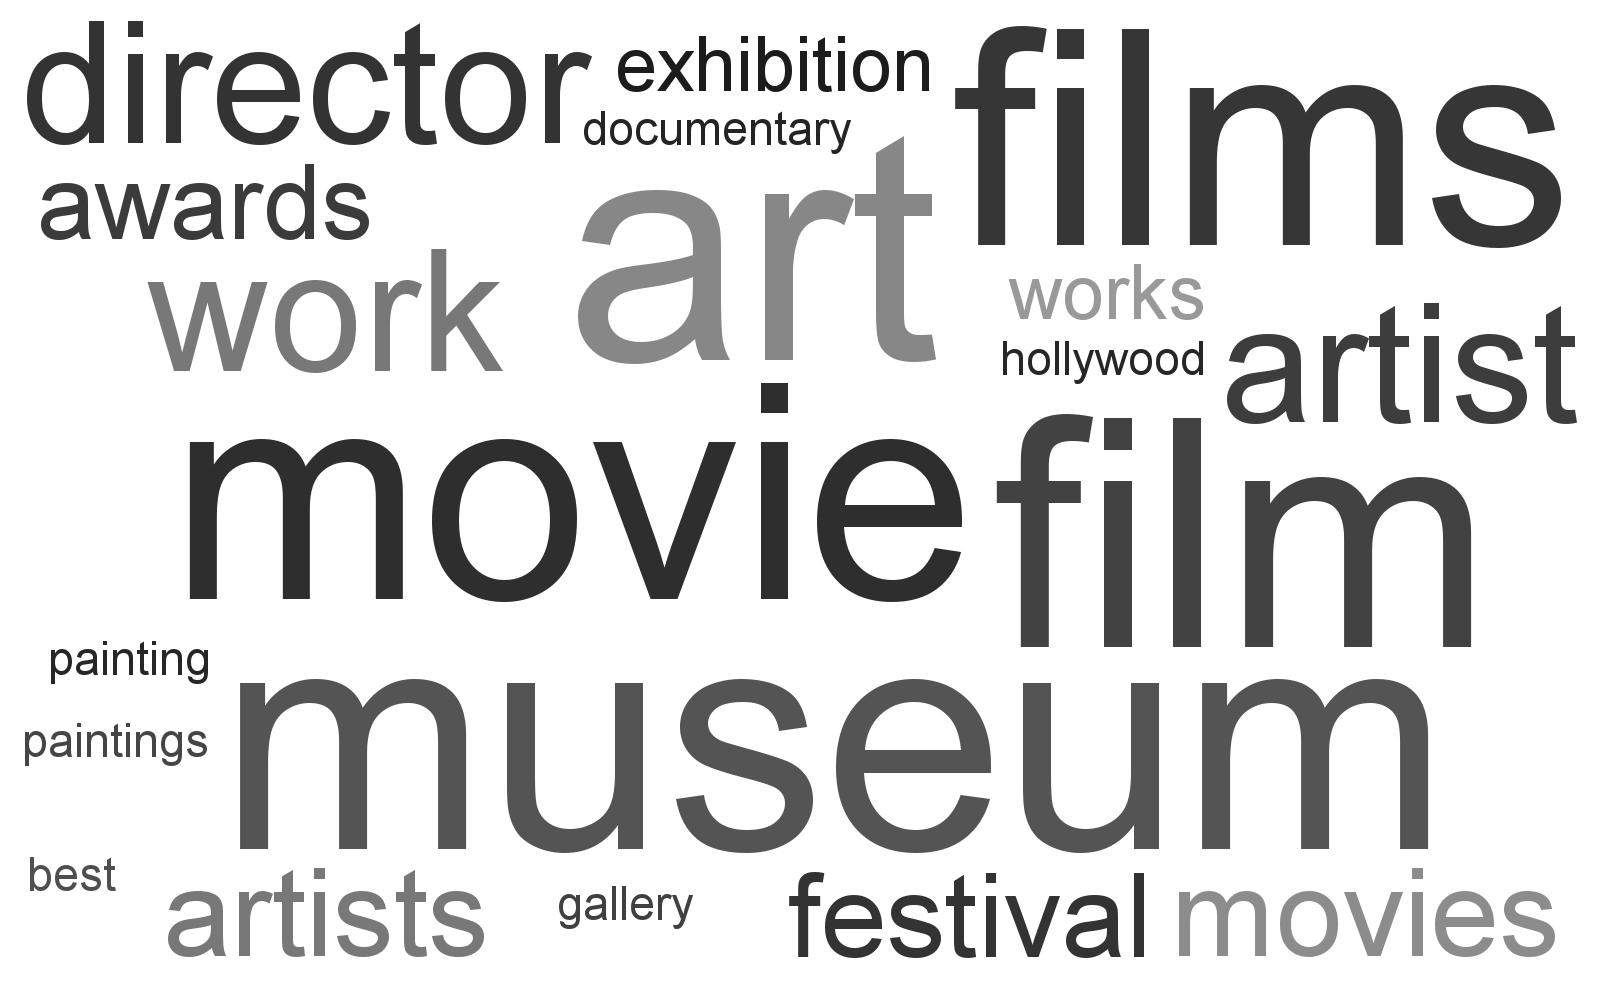 director
exhibition
films
documentary
awards
art
work
works
hollywood
artist
movie
film
painting
museum
paintings
best
artists
gallery
festival
movies